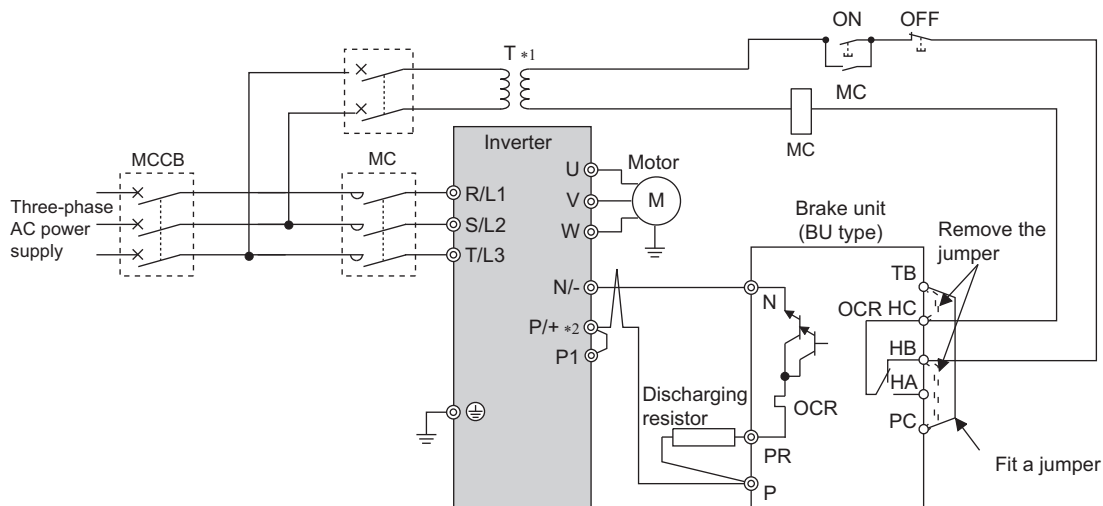 ON
OFF
T *1
MC
MC
Inverter
MCCB
MC
Motor
U
V
W
M
R/L1
S/L2
T/L3
Three-phase
AC power
supply
Brake unit
(BU type)
Remove the
jumper
N/-
N
TB
P/+ *2
OCR
HC
P1
HB
HA
Discharging
resistor
OCR
PC
PR
P
Fit a jumper